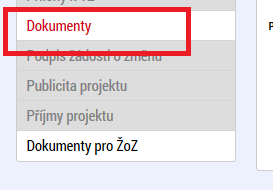 Dokumenty
Podpis žádosti o změnu
Publicita projektu
Příjmy projektu
Dokumenty pro ŽoZ